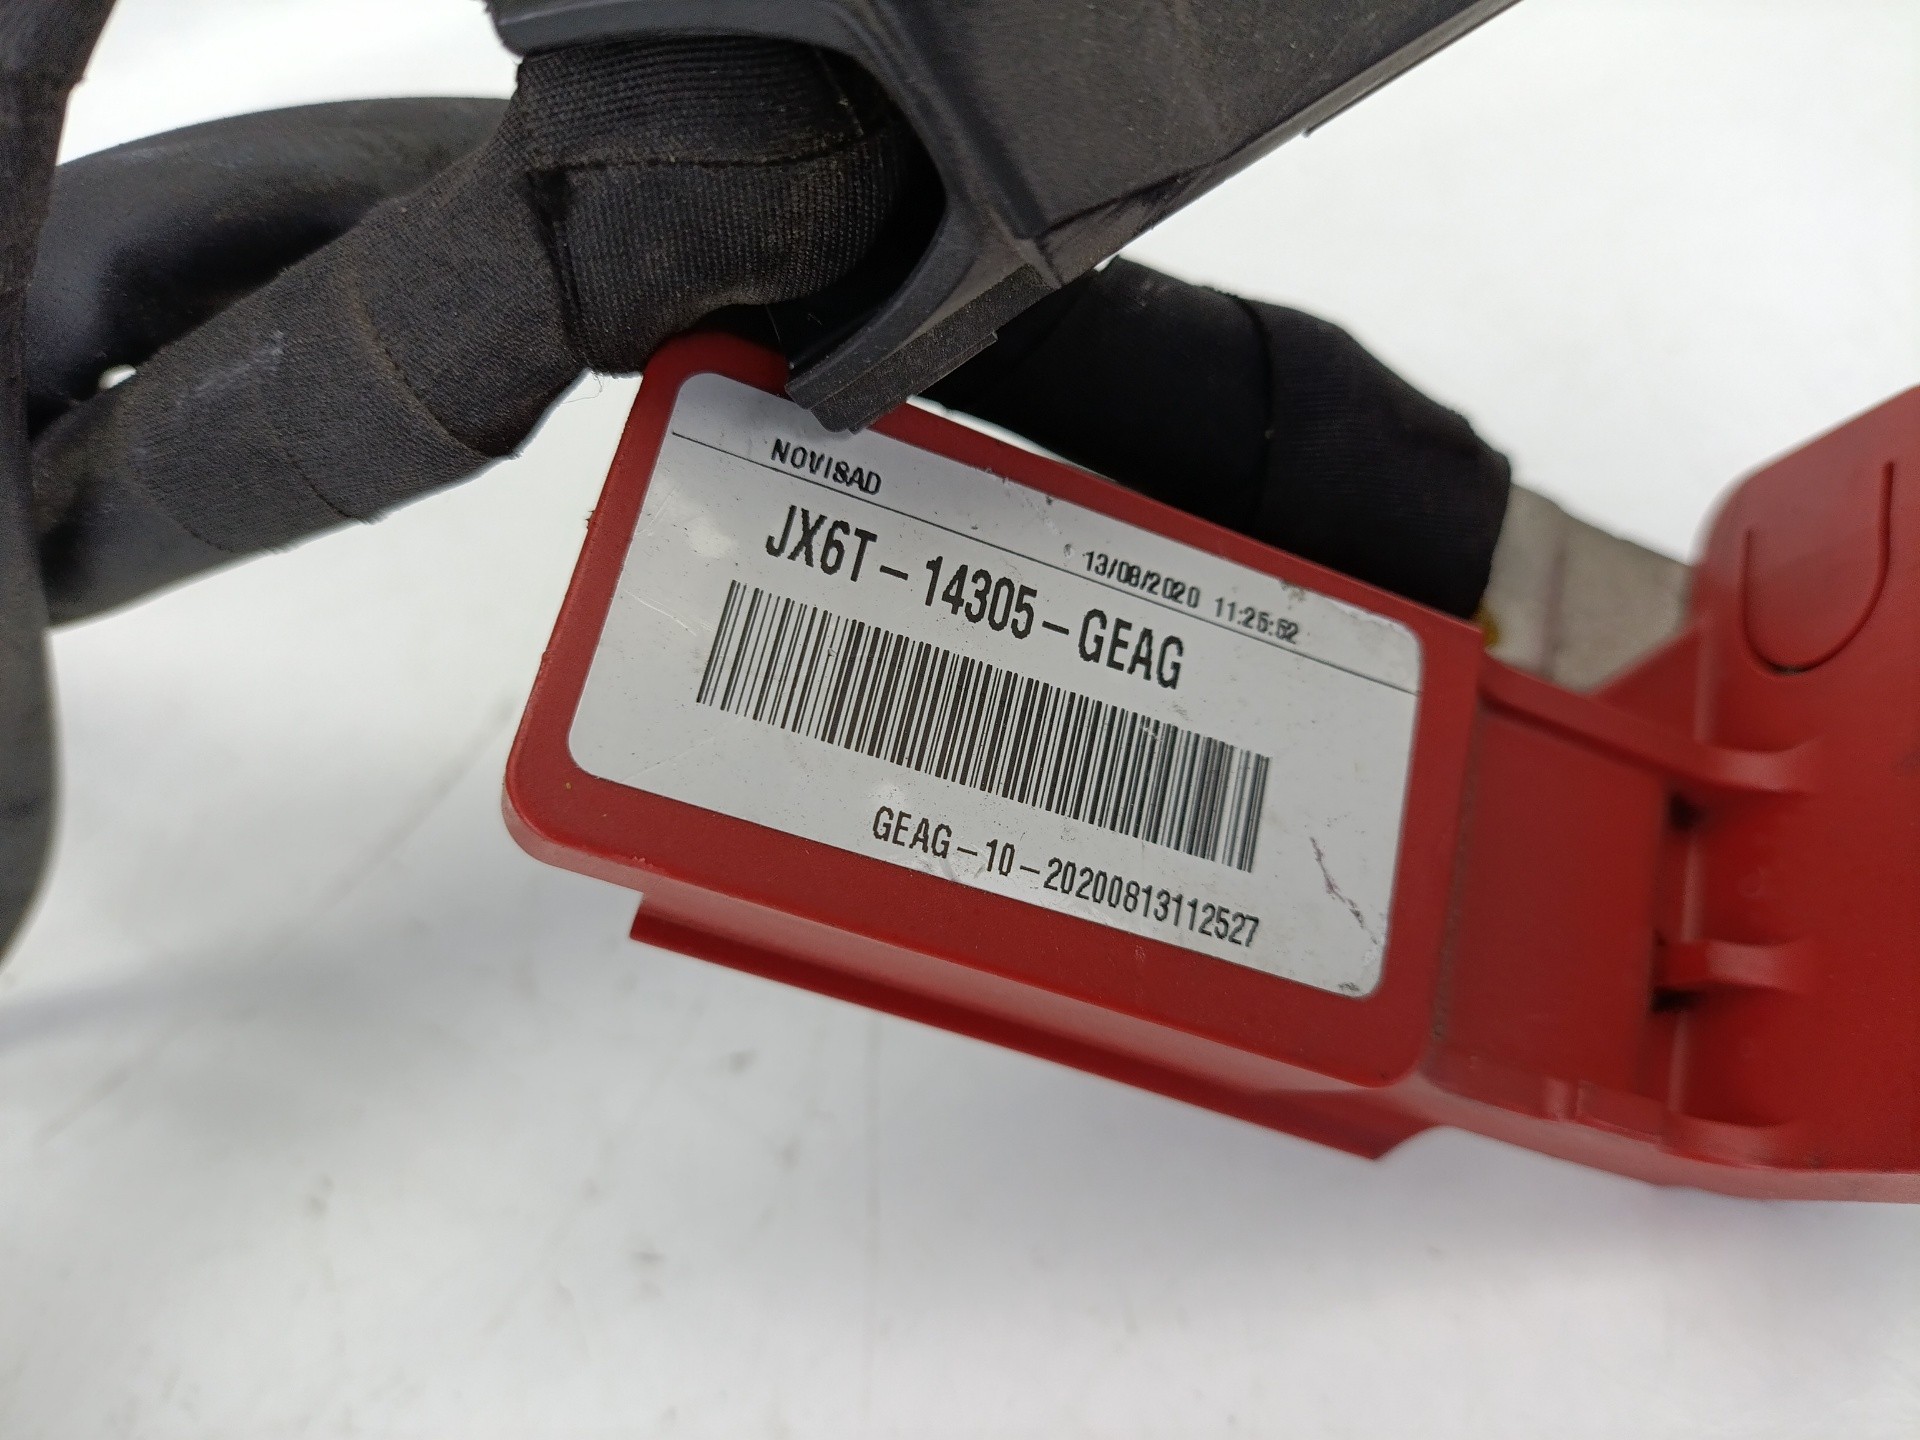 NOVISAD
13/08/2020 11:25:52
JX6T-14305-GEAG
GEAG-10-20200813112527